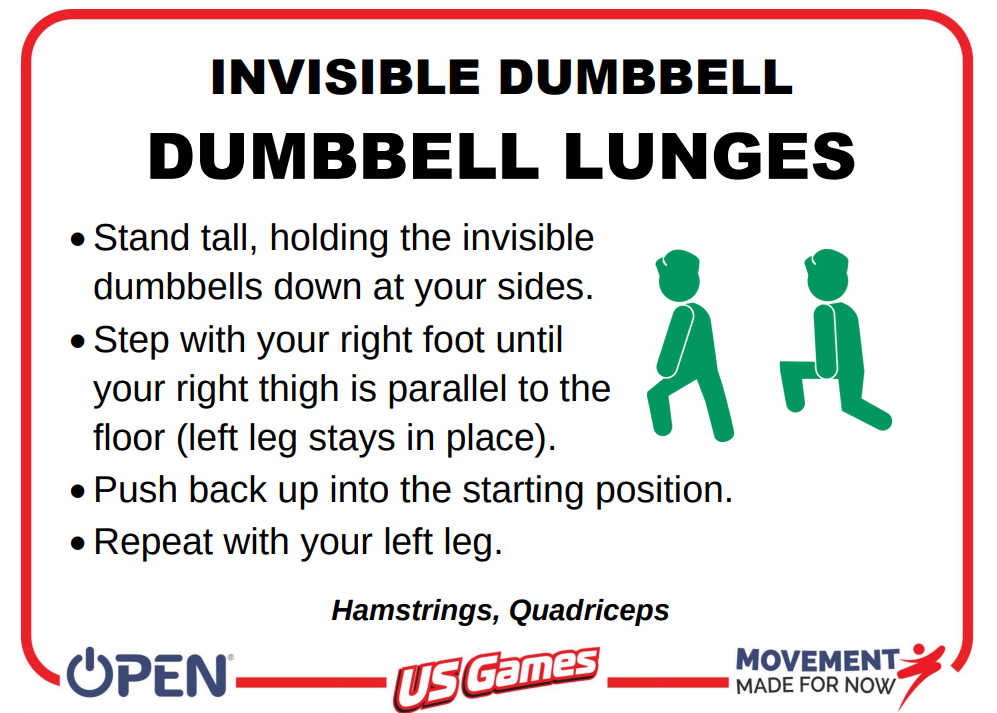 INVISIBLE DUMBBELL
DUMBBELL LUNGES
• Stand tall, holding the invisible
dumbbells down at your sides.
• Step with your right foot until
your right thigh is parallel to the
floor (left leg stays in place).
• Push back up into the starting position.
• Repeat with your left leg.
Hamstrings, Quadriceps
OPEN®
US Games
MOVEMENT
MADE FOR NOW